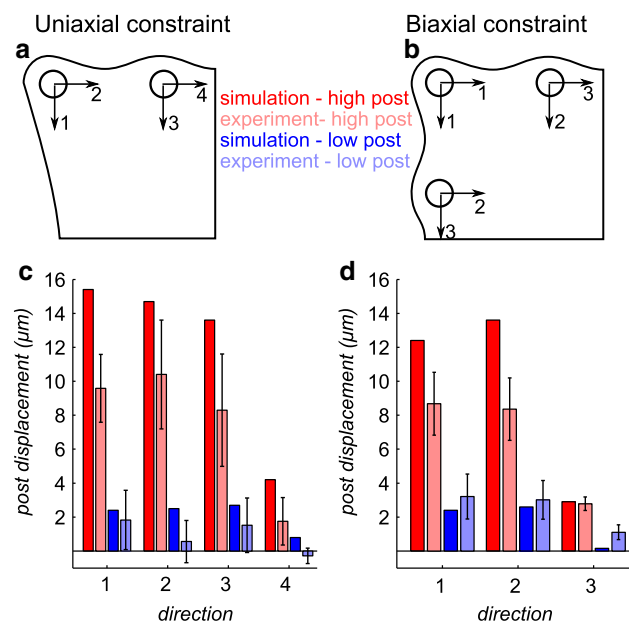 Uniaxial constraint
Biaxial constraint
a
b
2
4
1
3
simulation - high post
experiment- high post
simulation - low post
experiment - low post
1
3
1
2
2
3
c
d
16
14
12
10
8
6
4
2
post displacement (μm)
1 2 3 4
direction
16
14
12
10
8
6
4
2
post displacement (μm)
1 2 3
direction